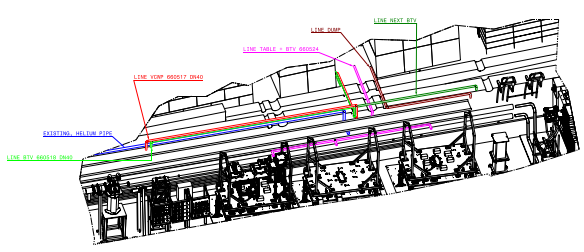 LINE NEXT BTV
LINE DUMP
LINE TABLE + BTV 660524
LINE VGNP 660517 DN40
EXISTING, HELIUM PIPE
LINE BTV 660518 DN40